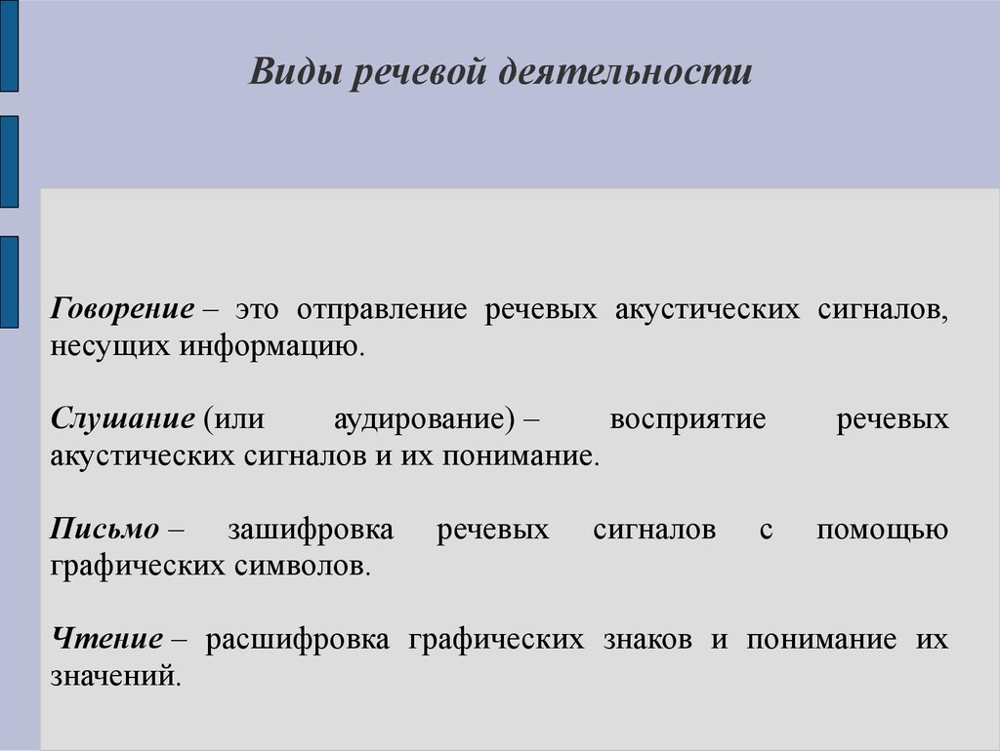 Виды речевой деятельности
Говорение – это отправление речевых акустических сигналов,
несущих информацию.
Слушание (или аудирование) – восприятие речевых
акустических сигналов и их понимание.
Письмо – зашифровка речевых сигналов с помощью
графических символов.
Чтение – расшифровка графических знаков и понимание их
значений.